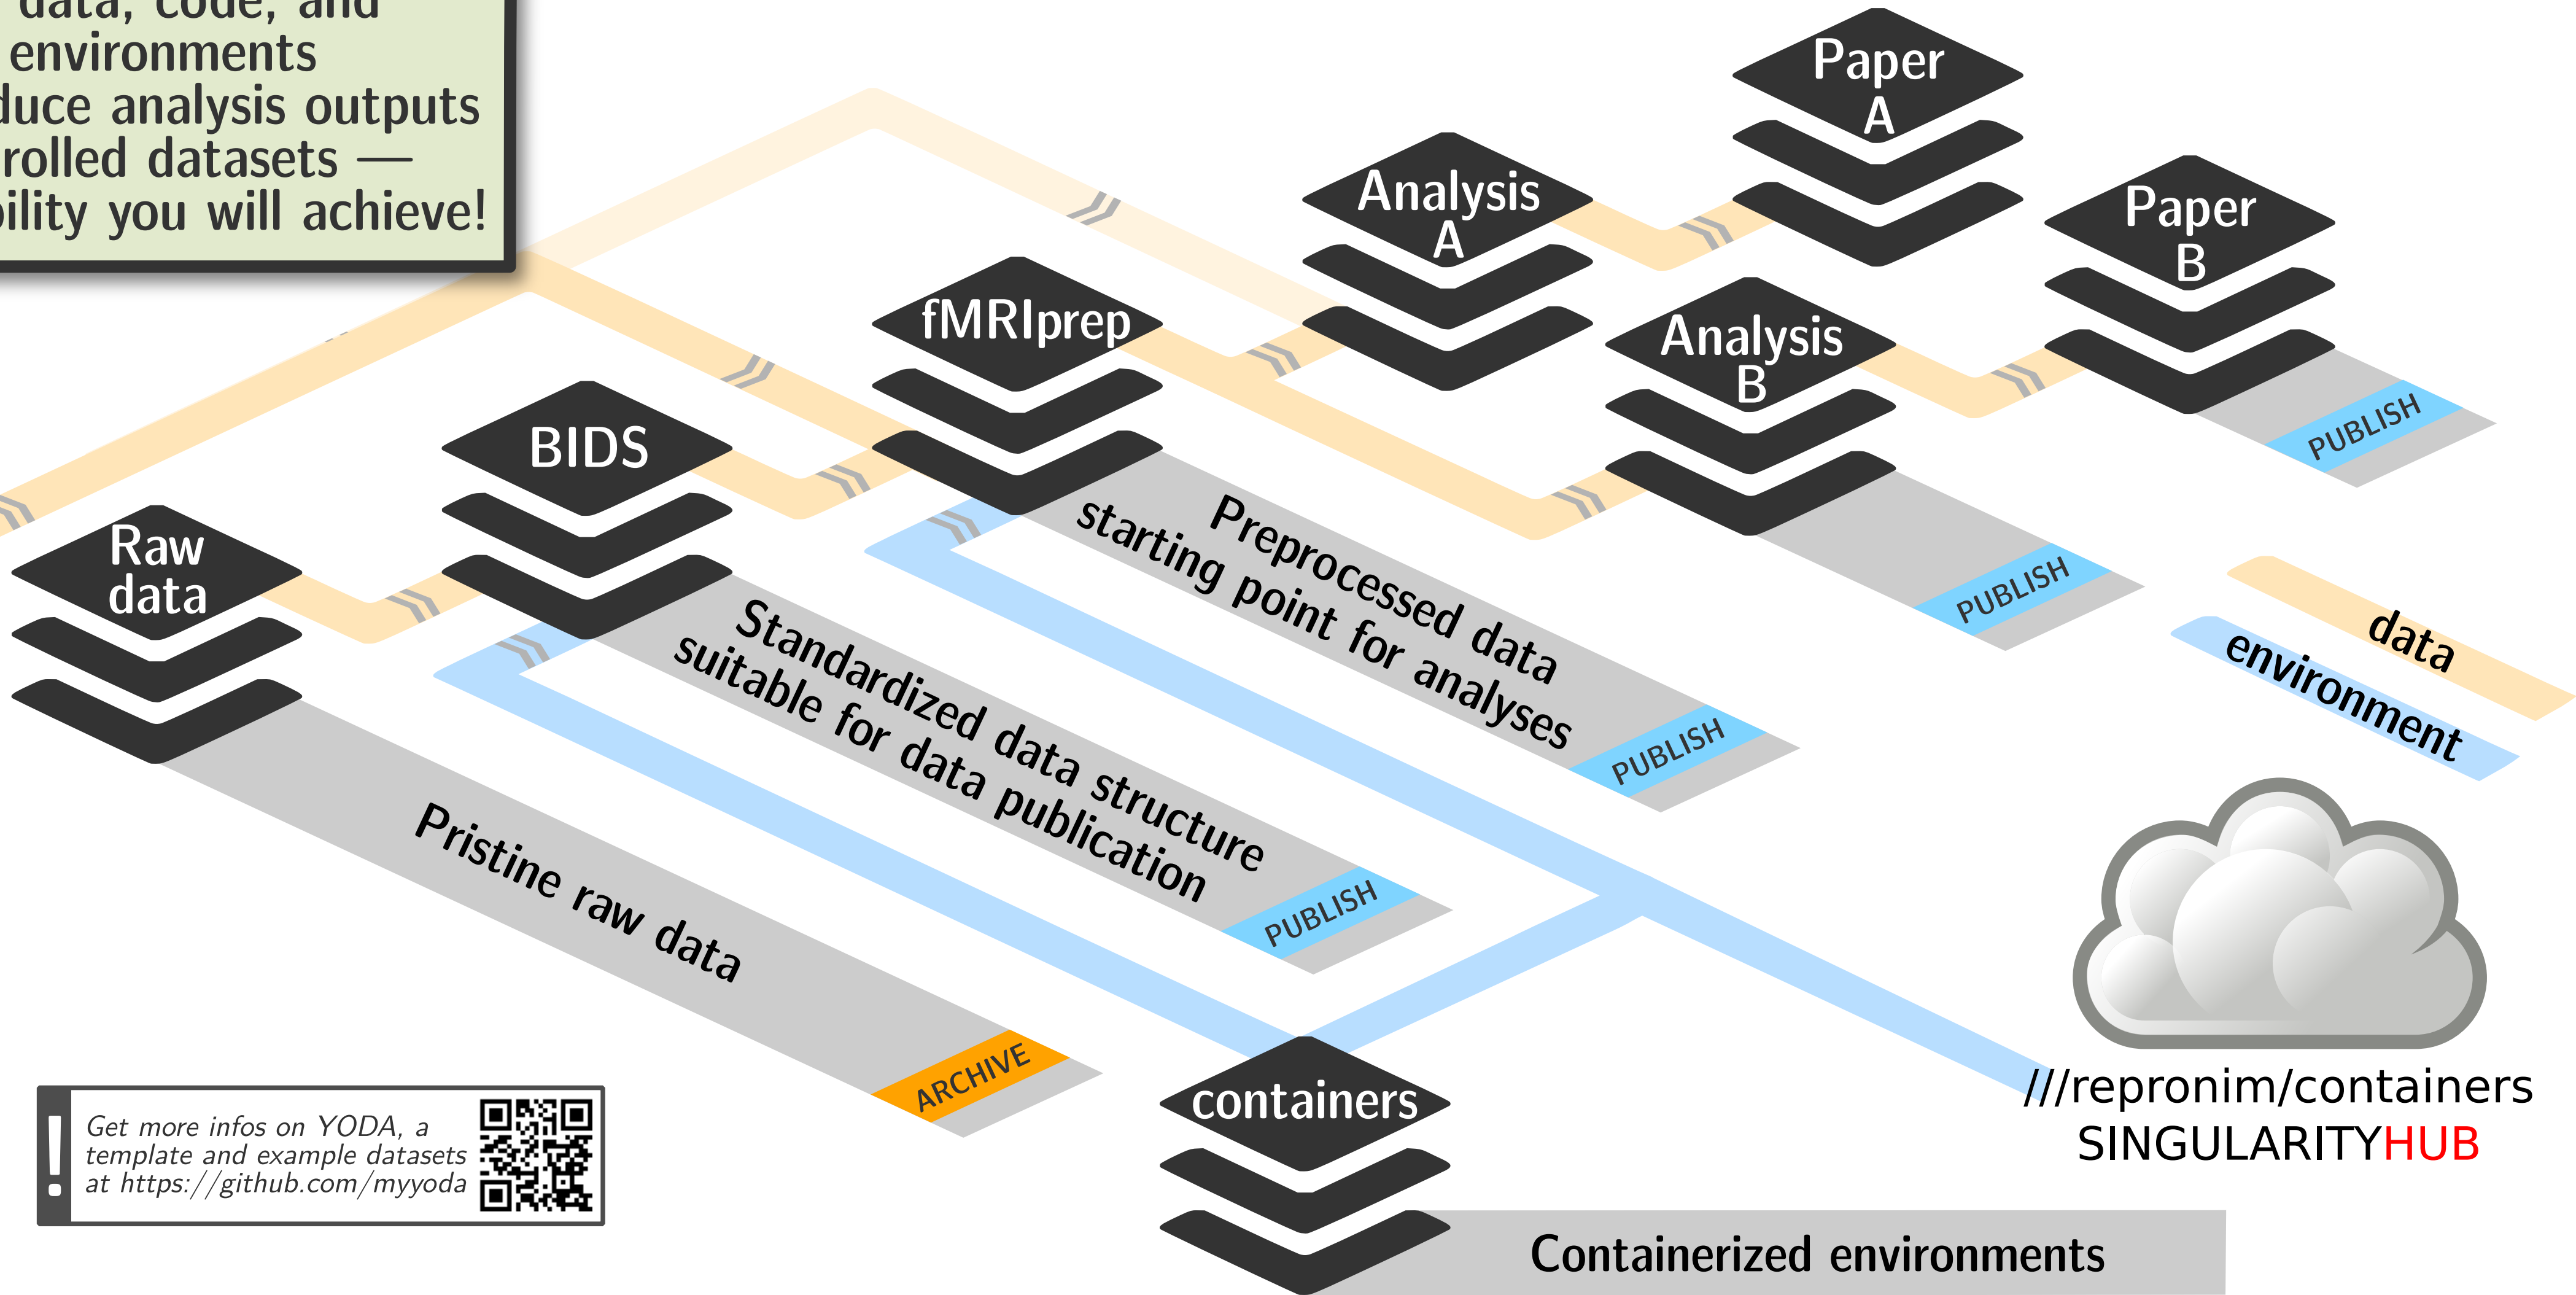 data, code, and
environments
duce analysis outputs
rolled datasets —
bility you will achieve!
Paper
A
Analysis
A
Paper
B
fMRIprep
Analysis
B
BIDS
Raw
data
PUBLISH
Preprocessed data
starting point for analyses
PUBLISH
PUBLISH
Standardized data structure
suitable for data publication
PUBLISH
Pristine raw data
ARCHIVE
data
environment
containers
///repronim/containers
SINGULARITYHUB
Containerized environments
!
Get more infos on YODA, a
template and example datasets
at https://github.com/myyoda